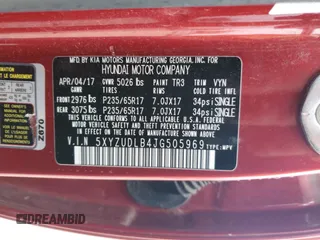 MFD. BY KIA MOTORS MANUFACTURING GEORGIA, INC. FOR
HYUNDAI MOTOR COMPANY
APR/04/17 GVWR 5026 lbs PAINT TR3 TRIM VYN
GAWR TIRES RIMS COLD TIRE INFL
FRONT 2976 lbs P235/65R17 7.0JX17 34psi SINGLE
REAR 3075 lbs P235/65R17 7.0JX17 34psi SINGLE
THIS VEHICLE CONFORMS TO ALL APPLICABLE
U.S. FEDERAL MOTOR VEHICLE SAFETY, BUMPER, AND THEFT
PREVENTION STANDARDS IN EFFECT ON THE DATE
OF MANUFACTURE SHOWN ABOVE.
V.I.N 5XYZUDLB4JG505969 TYPE: MPV
2870
@DREAMBID